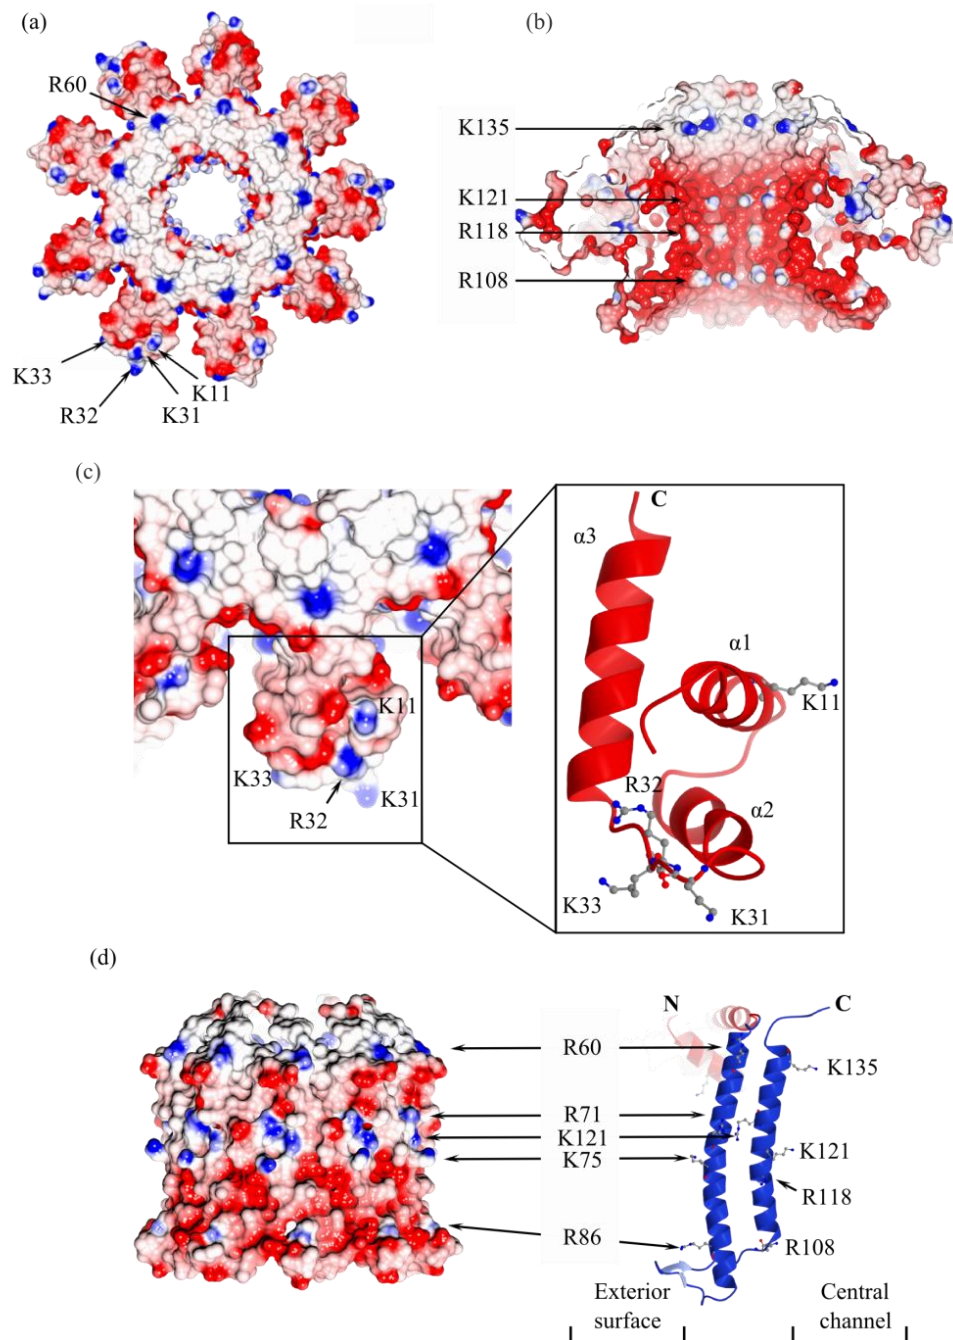 (a)
R60
K33
R32
K31
K11
(b)
K135
K121
R118
R108
(c)
K11
K33
R32
K31
C
α3
α1
K11
R32
α2
K33
K31
(d)
N
C
R60
K135
R71
K121
K121
K75
R118
R86
R108
Exterior
surface
Central
channel